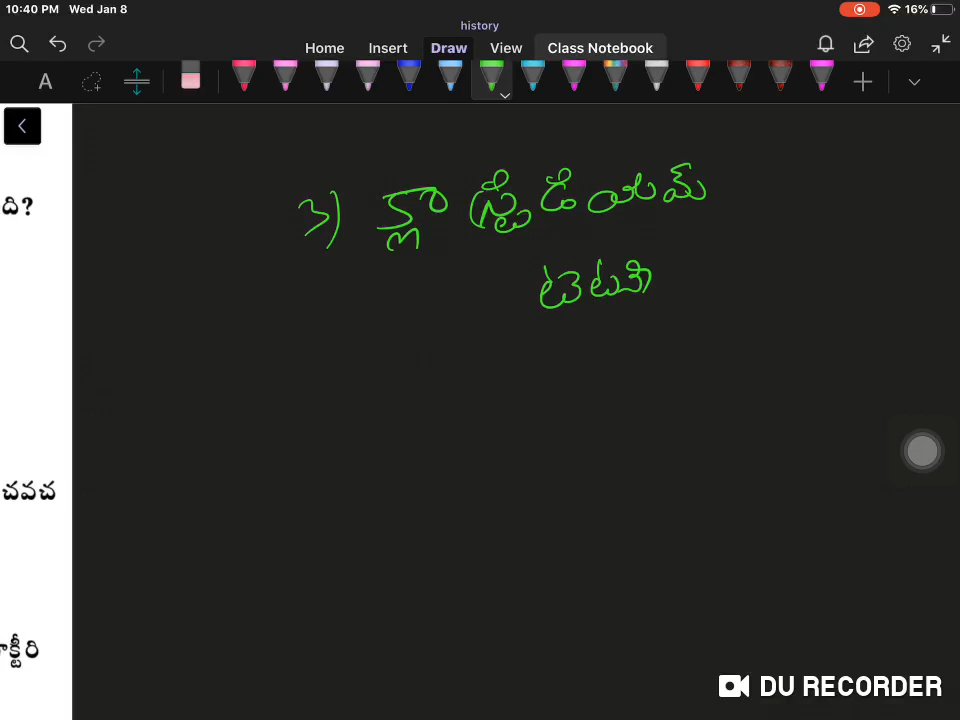 10:40 PM Wed Jan 8
16%
history
Home Insert Draw View Class Notebook
A
ది?
3) క్లా స్టిడియమ్
టెటని
చవచ
ాక్టీరి
DU RECORDER